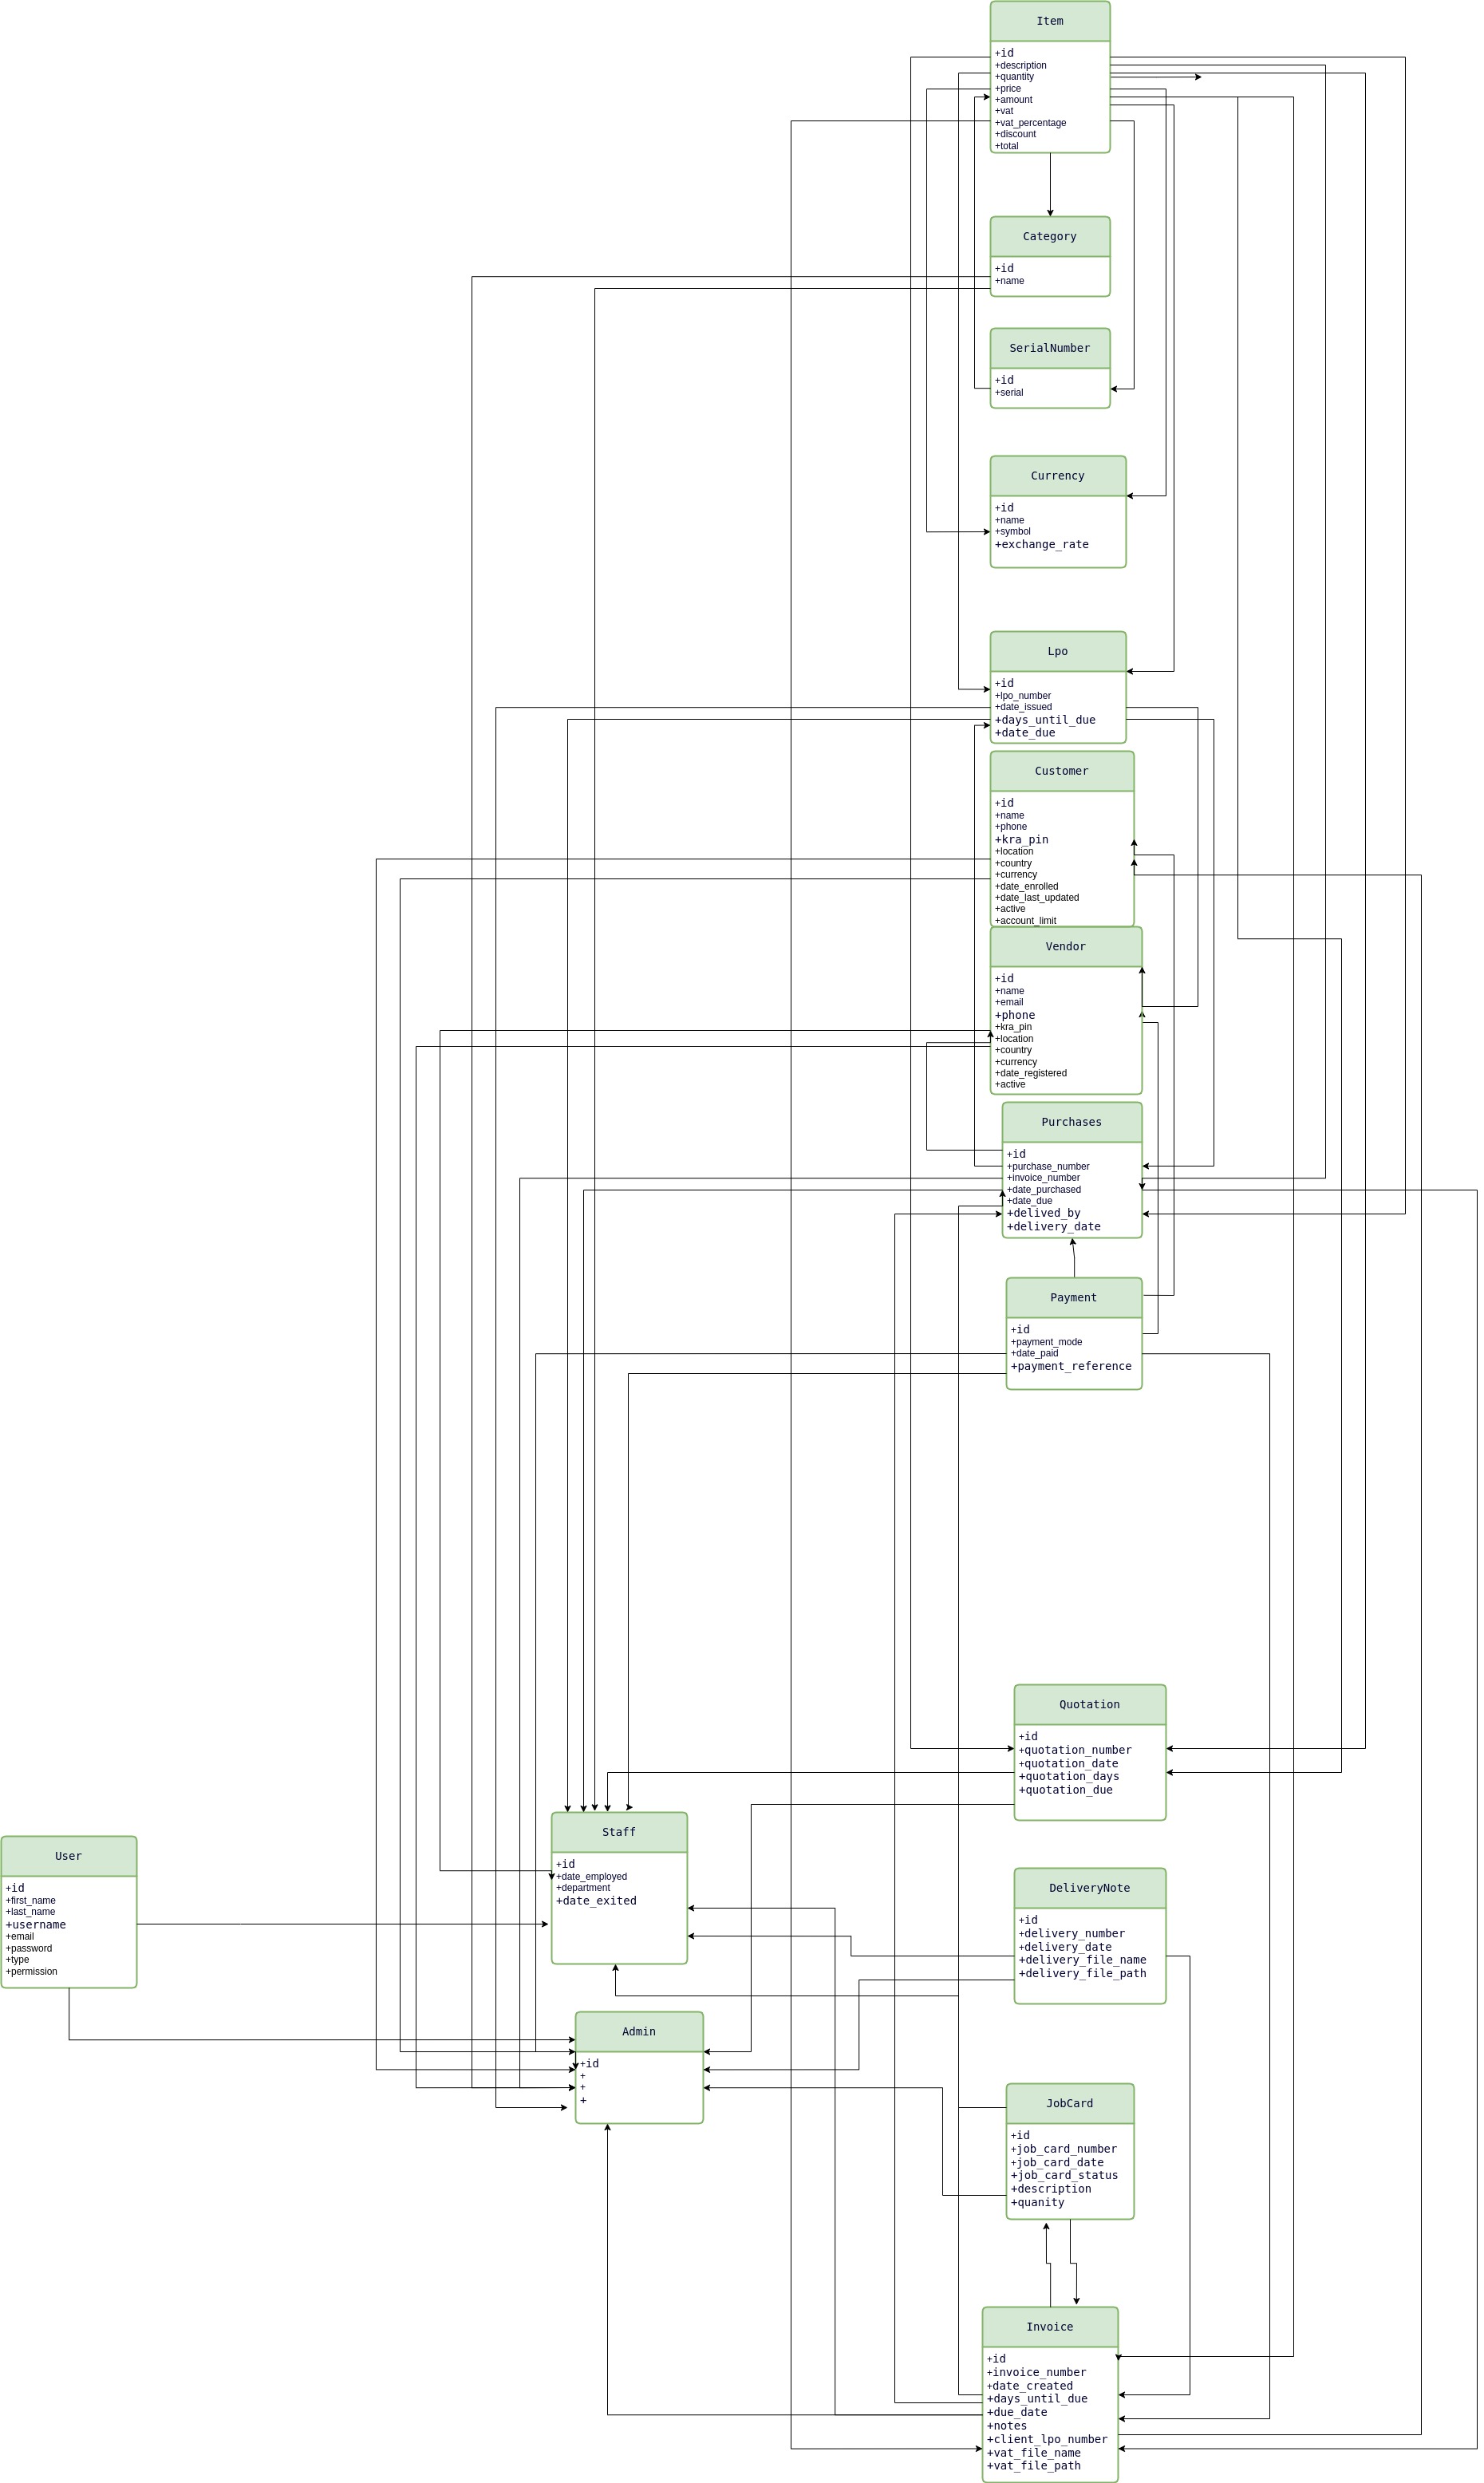 Item
+id
+description
+quantity
+price
+amount
+vat
+vat_percentage
+discount
+total
Category
+id
+name
SerialNumber
+id
+serial
Currency
+id
+name
+symbol
+exchange_rate
Lpo
+id
+lpo_number
+date_issued
+days_until_due
+date_due
Customer
+id
+name
+phone
+kra_pin
+location
+country
+currency
+date_enrolled
+date_last_updated
+active
+account_limit
Vendor
+id
+name
+email
+phone
+kra_pin
+location
+country
+currency
+date_registered
+active
Purchases
+id
+purchase_number
+invoice_number
+date_purchased
+date_due
+delived_by
+delivery_date
Payment
+id
+payment_mode
+date_paid
+payment_reference
Quotation
+id
+quotation_number
+quotation_date
+quotation_days
+quotation_due
Staff
+id
+date_employed
+department
+date_exited
User
+id
+first_name
+last_name
+username
+email
+password
+type
+permission
DeliveryNote
+id
+delivery_number
+delivery_date
+delivery_file_name
+delivery_file_path
Admin
+id
+
+
+
JobCard
+id
+job_card_number
+job_card_date
+job_card_status
+description
+quanity
Invoice
+id
+invoice_number
+date_created
+days_until_due
+due_date
+notes
+client_lpo_number
+vat_file_name
+vat_file_path